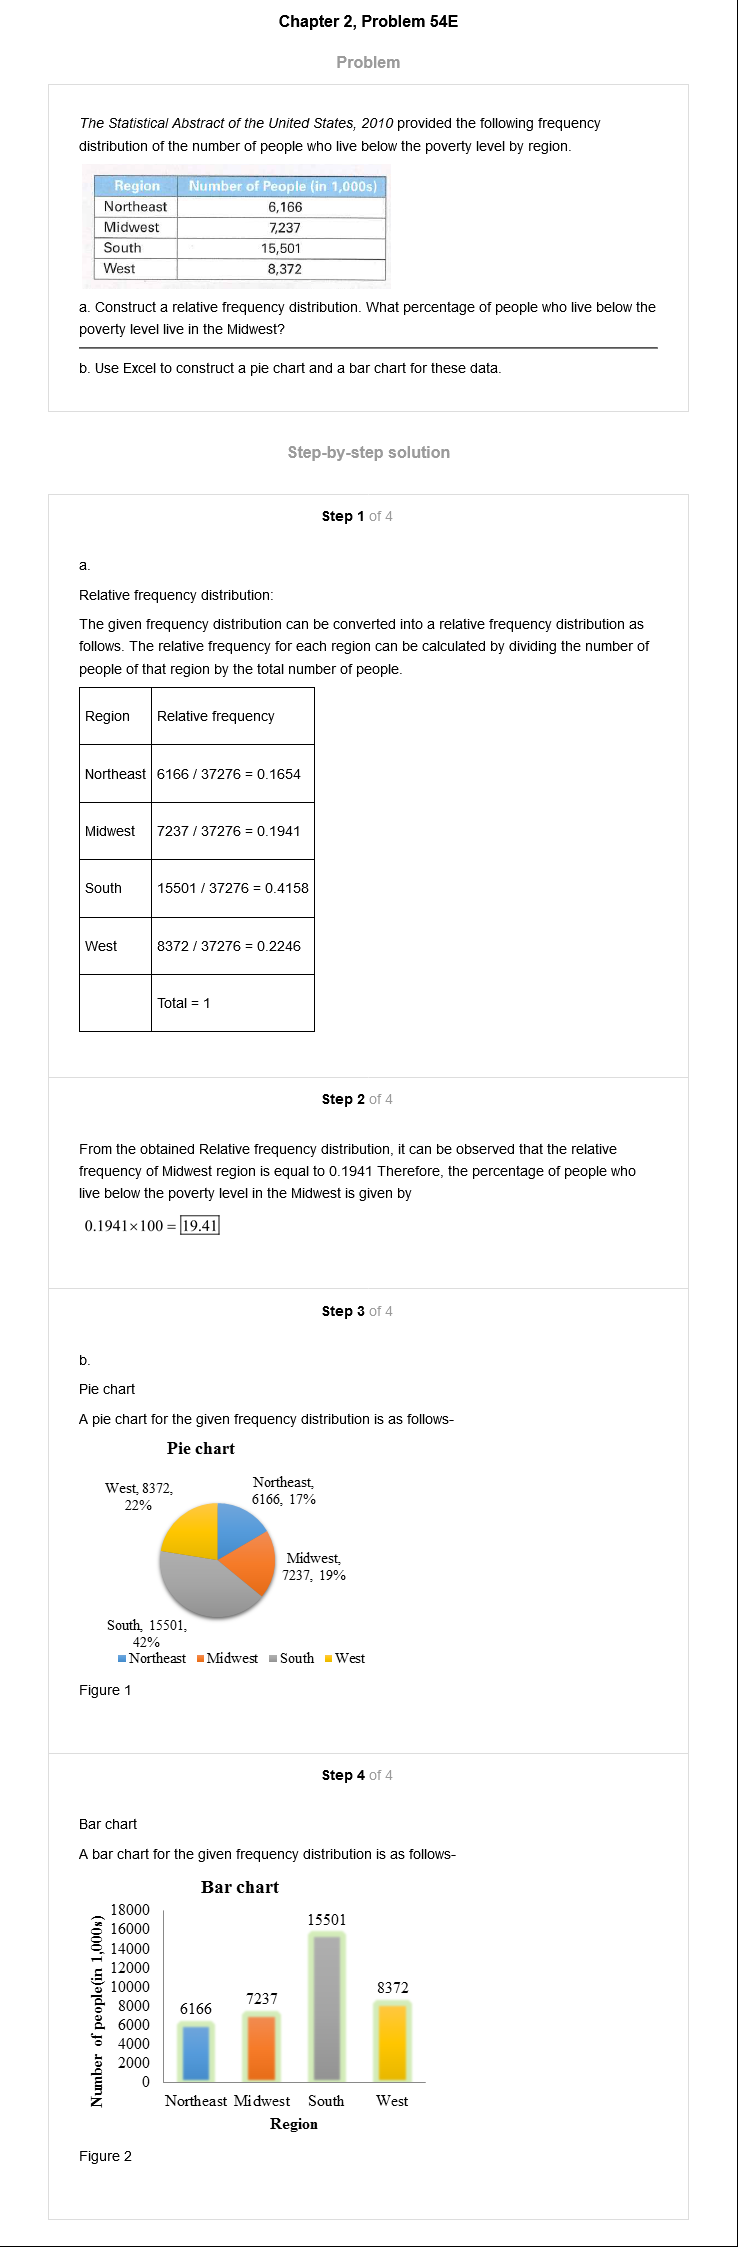 Chapter 2, Problem 54E
Problem
The Statistical Abstract of the United States, 2010 provided the following frequency
distribution of the number of people who live below the poverty level by region.
Region Number of People (in 1,000s)
Northeast 6,166
Midwest 7,237
South 15,501
West 8,372
a. Construct a relative frequency distribution. What percentage of people who live below the
poverty level live in the Midwest?
b. Use Excel to construct a pie chart and a bar chart for these data.
Step-by-step solution
Step 1 of 4
a.
Relative frequency distribution:
The given frequency distribution can be converted into a relative frequency distribution as
follows. The relative frequency for each region can be calculated by dividing the number of
people of that region by the total number of people.
Region Relative frequency
Northeast 6166 / 37276 = 0.1654
Midwest 7237 / 37276 = 0.1941
South 15501 / 37276 = 0.4158
West 8372 / 37276 = 0.2246
Total = 1
Step 2 of 4
From the obtained Relative frequency distribution, it can be observed that the relative
frequency of Midwest region is equal to 0.1941 Therefore, the percentage of people who
live below the poverty level in the Midwest is given by
0.1941×100 = 19.41
Step 3 of 4
b.
Pie chart
A pie chart for the given frequency distribution is as follows-
Pie chart
West, 8372,
22%
Northeast,
6166, 17%
Midwest,
7237, 19%
South, 15501,
42%
Northeast Midwest South West
Figure 1
Step 4 of 4
Bar chart
A bar chart for the given frequency distribution is as follows-
Bar chart
Number of people(in 1,000s)
18000
16000
14000
12000
10000
8000
6000
4000
2000
0
6166
7237
15501
8372
Northeast Midwest South West
Region
Figure 2